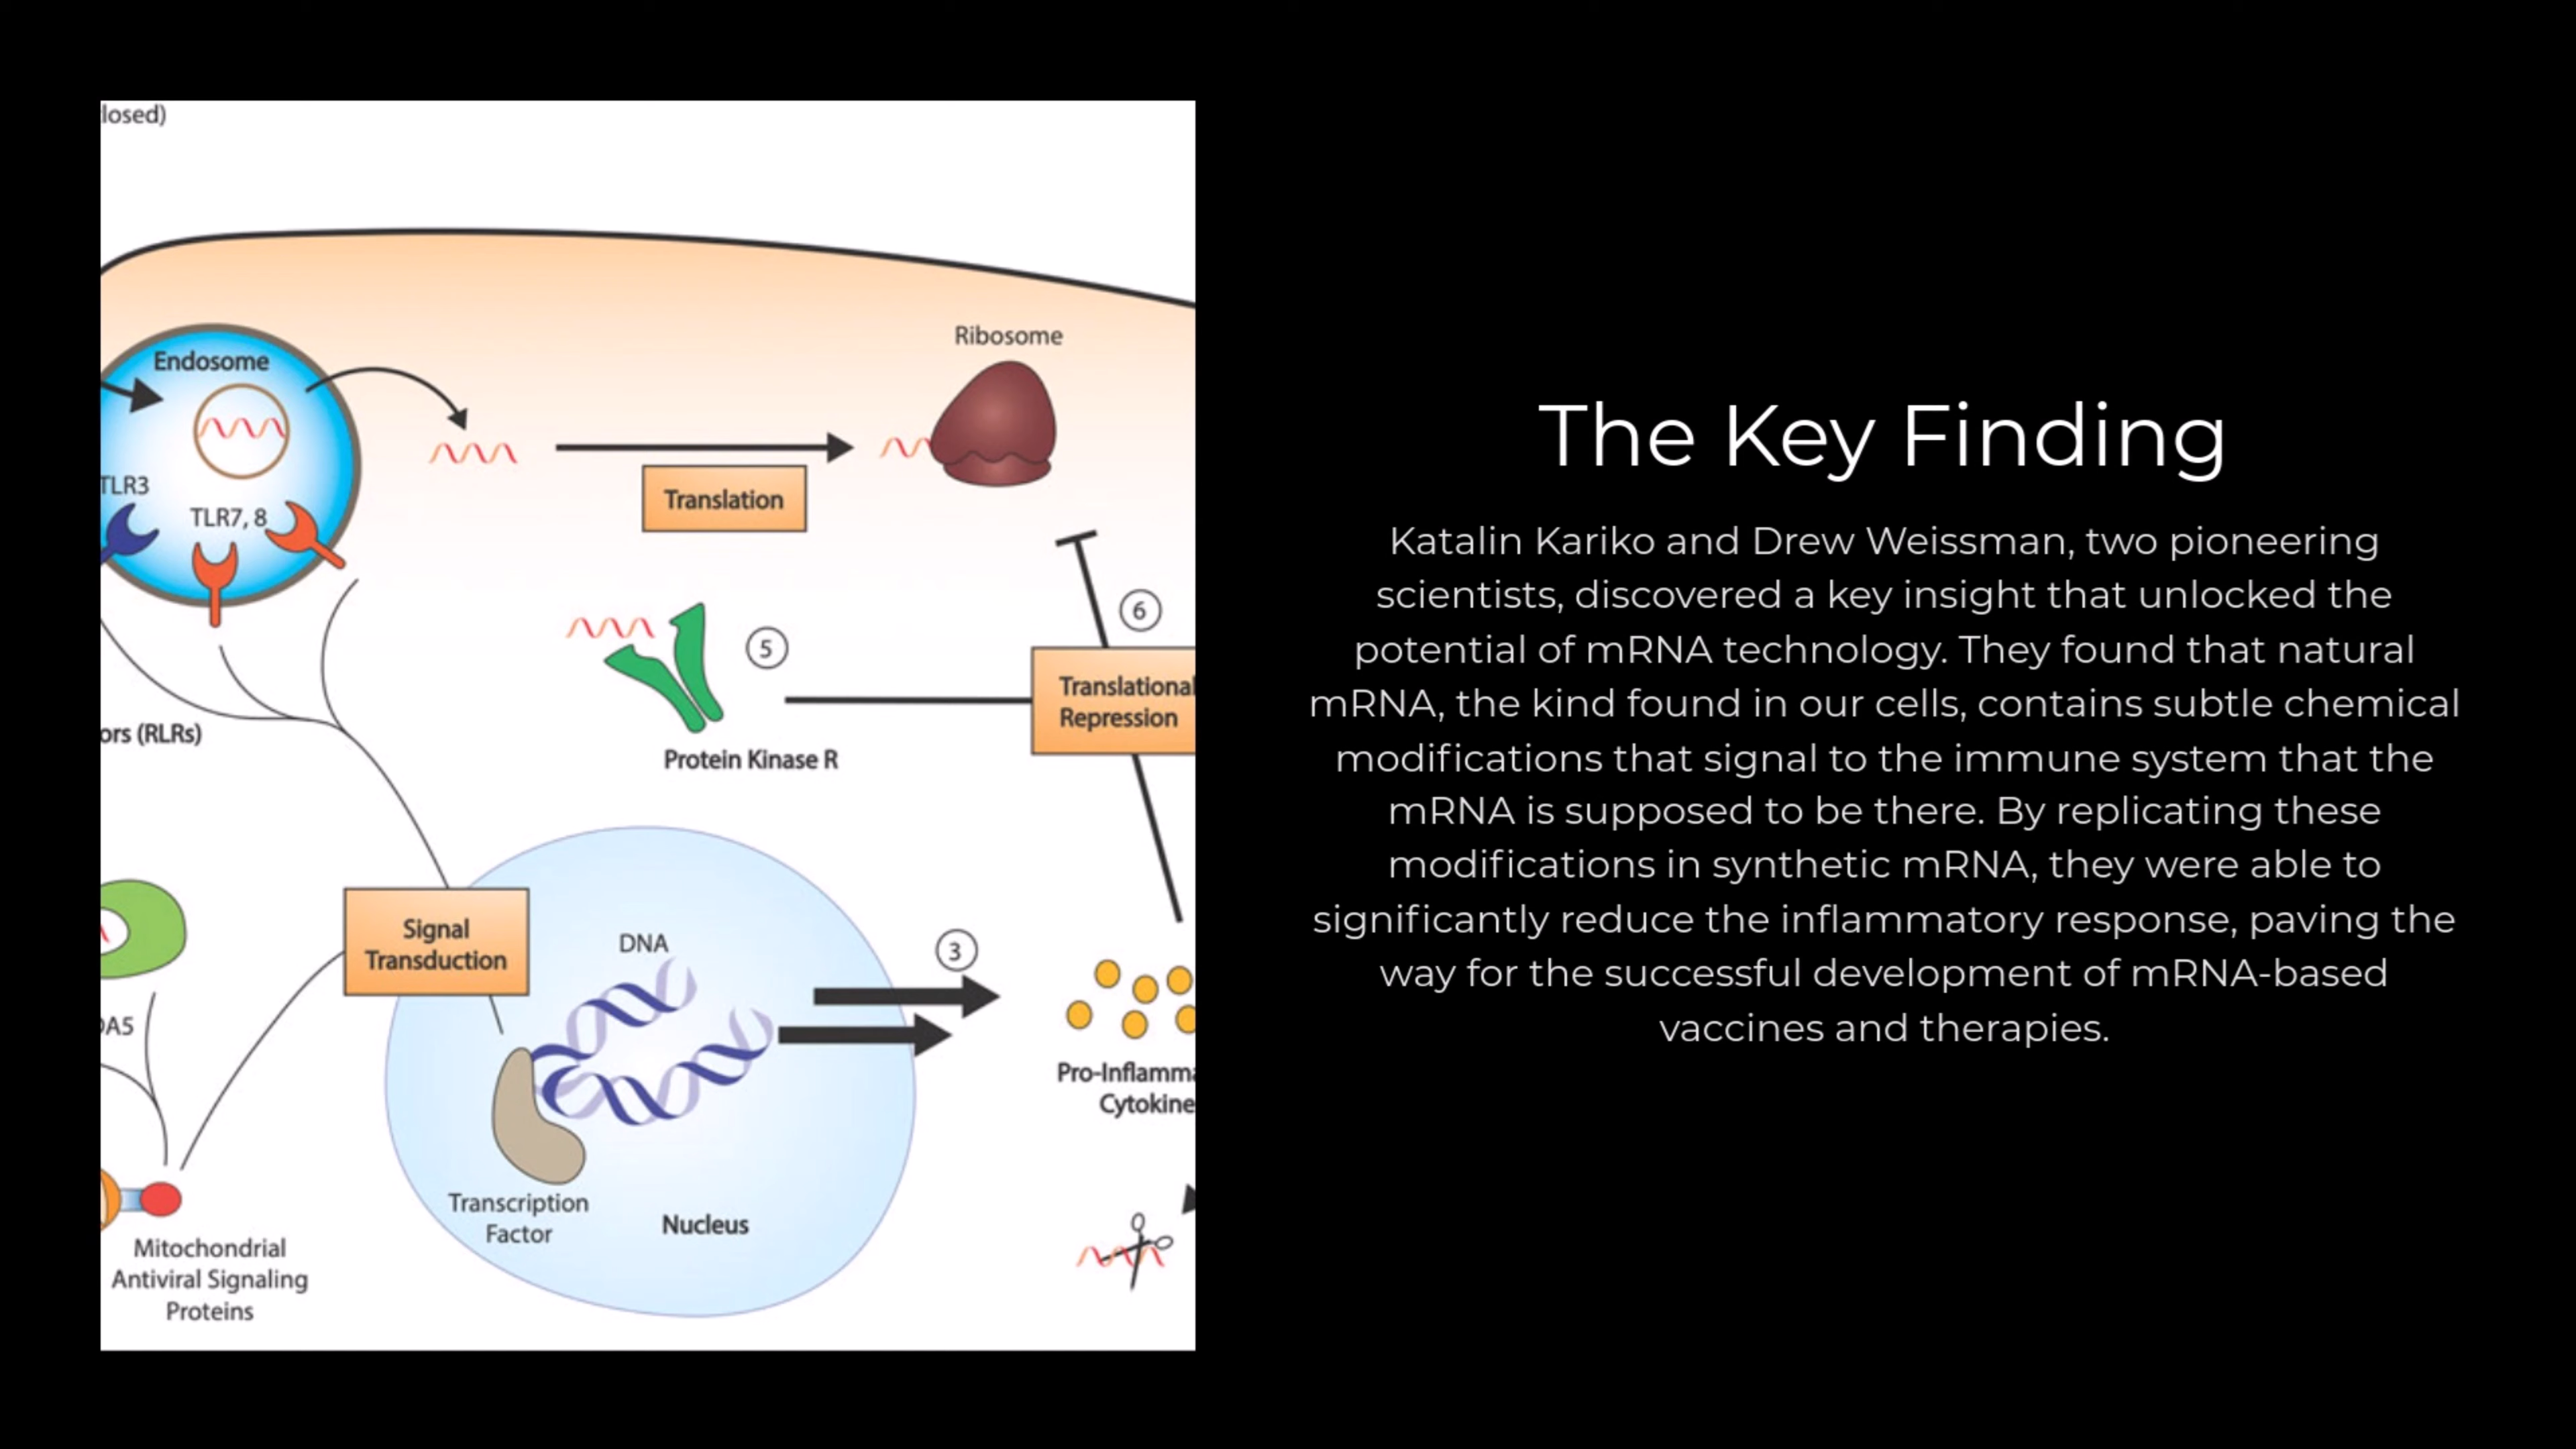 losed)
Endosome
TLR3
TLR7, 8
Ribosome
Translation
5
6
Translational
Repression
Protein Kinase R
ors (RLRs)
Signal
Transduction
DNA
3
DA5
Pro-Inflamma
Cytokine
Transcription
Factor
Nucleus
Mitochondrial
Antiviral Signaling
Proteins
The Key Finding
Katalin Kariko and Drew Weissman, two pioneering
scientists, discovered a key insight that unlocked the
potential of mRNA technology. They found that natural
mRNA, the kind found in our cells, contains subtle chemical
modifications that signal to the immune system that the
mRNA is supposed to be there. By replicating these
modifications in synthetic mRNA, they were able to
significantly reduce the inflammatory response, paving the
way for the successful development of mRNA-based
vaccines and therapies.